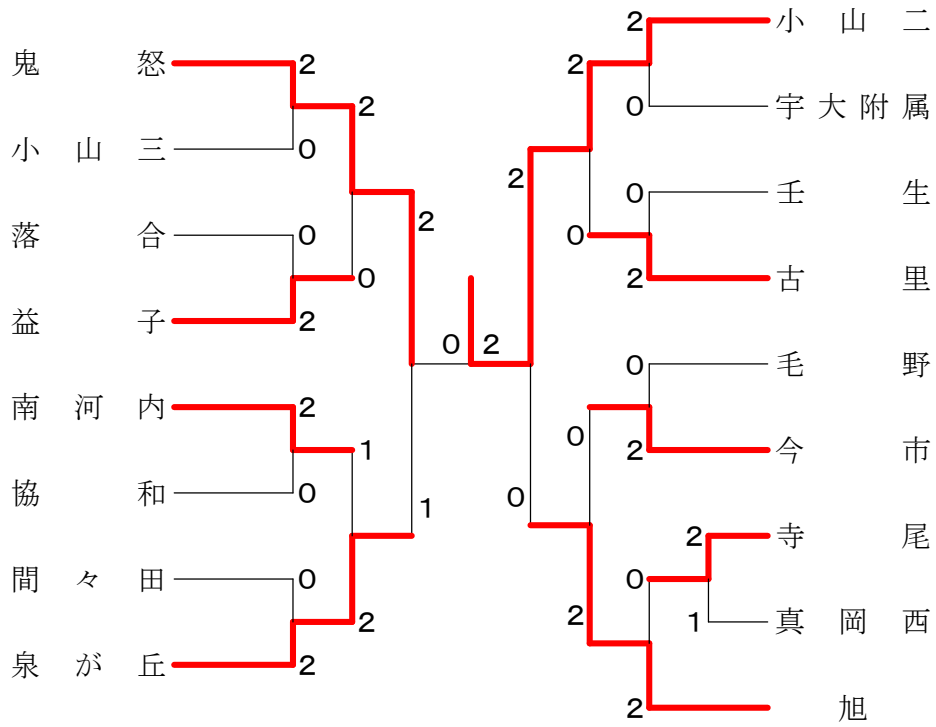 小山二
2
鬼怒
2
2
2
0
宇大附属
小山三
0
2
0
壬生
落合
0
2
0
2
古里
0
益子
2
0
2
0
毛野
南河内
2
1
0
2
今市
協和
0
1
0
2
寺尾
間々田
0
0
2
2
1
真岡西
泉が丘
2
2
旭